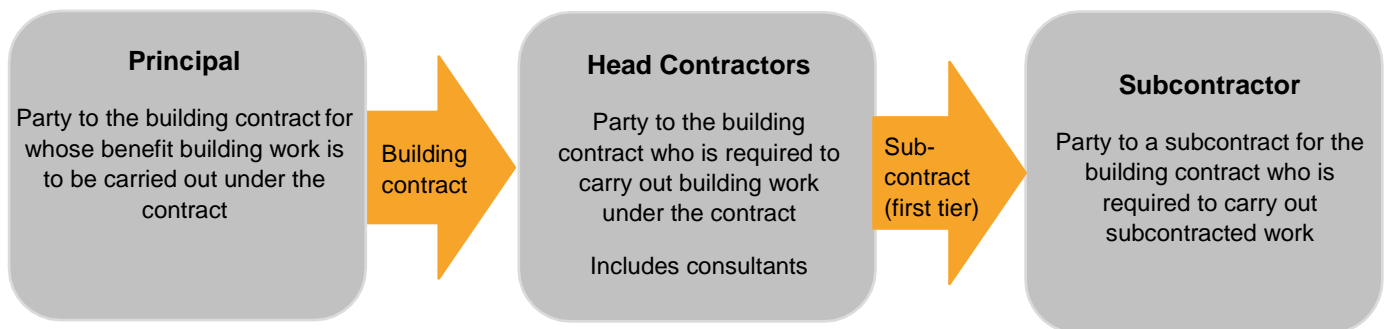 Principal
Party to the building contract for
whose benefit building work is
to be carried out under the
contract
Building
contract
Head Contractors
Party to the building
contract who is required to
carry out building work
under the contract
Includes consultants
Sub-
contract
(first tier)
Subcontractor
Party to a subcontract for the
building contract who is
required to carry out
subcontracted work